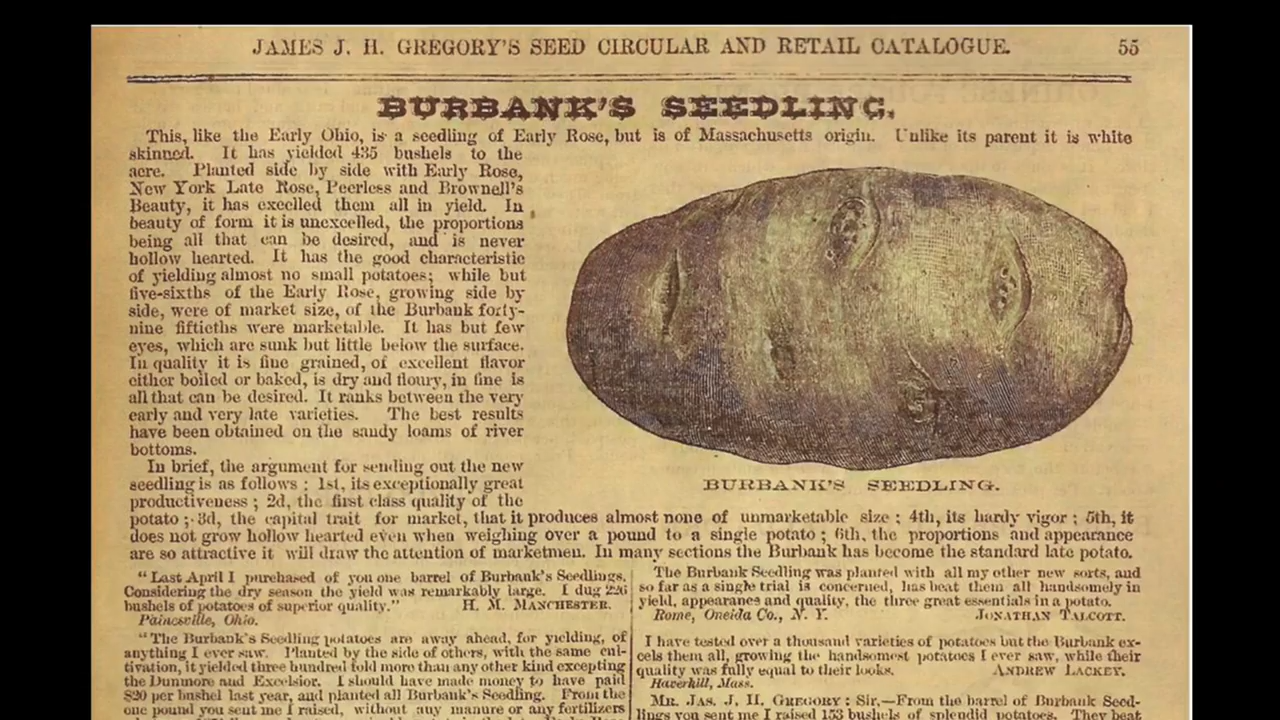 JAMES J. H. GREGORY'S SEED CIRCULAR AND RETAIL CATALOGUE. 55
BURBANK'S SEEDLING.
This, like the Early Ohio, is a seedling of Early Rose, but is of Massachusetts origin. Unlike its parent it is white
skinned. It has yielded 435 bushels to the
acre. Planted side by side with Early Rose,
New York Late Rose, Peerless and Brownell's
Beauty, it has excelled them all in yield. In
beauty of form it is unexcelled, the proportions
being all that can be desired, and is never
hollow hearted. It has the good characteristic
of yielding almost no small potatoes; while but
five-sixths of the Early Rose, growing side by
side, were of market size, of the Burbank forty-
nine fiftieths were marketable. It has but few
eyes, which are sunk but little below the surface.
In quality it is fine grained, of excellent flavor
either boiled or baked, is dry and floury, in fine is
all that can be desired. It ranks between the very
early and very late varieties. The best results
have been obtained on the sandy loams of river
bottoms.
In brief, the argument for sending out the new
seedling is as follows : 1st, its exceptionally great
productiveness ; 2d, the first class quality of the
potato ; 3d, the capital trait for market, that it produces almost none of unmarketable size ; 4th, its hardy vigor ; 5th, it
does not grow hollow hearted even when weighing over a pound to a single potato ; 6th, the proportions and appearance
are so attractive it will draw the attention of marketmen. In many sections the Burbank has become the standard late potato.
BURBANK'S SEEDLING.
"Last April I purchased of you one barrel of Burbank's Seedlings.
Considering the dry season the yield was remarkably large. I dug 226
bushels of potatoes of superior quality." H. M. MANCHESTER.
Painesville, Ohio.
"The Burbank's Seedling potatoes are away ahead, for yielding, of
anything I ever saw. Planted by the side of others, with the same cul-
tivation, it yielded three hundred fold more than any other kind excepting
the Dunmore and Excelsior. I should have made money to have paid
$20 per bushel last year, and planted all Burbank's Seedling. From the
one pound you sent me I raised, without any manure or any fertilizers
The Burbank Seedling was planted with all my other new sorts, and
so far as a single trial is concerned, has beat them all handsomely in
yield, appearance and quality, the three great essentials in a potato.
Rome, Oneida Co., N. Y. JONATHAN TALCOTT.
I have tested over a thousand varieties of potatoes but the Burbank ex-
cels them all, growing the handsomest potatoes I ever saw, while their
quality was fully equal to their looks. ANDREW LACKEY.
Haverhill, Mass.
MR. JAS. J. H. GREGORY : Sir,—From the barrel of Burbank Seed-
lings you sent me I raised 153 bushels of splendid potatoes. They beat